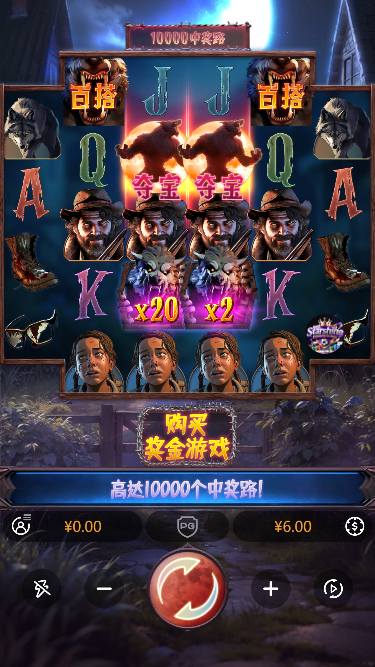 10000中奖路
百搭 J J 百搭
Q 夺宝 夺宝 Q
A A
K x20 x2 K
Starshine
购买
奖金游戏
高达10000个中奖路!
¥0.00 PG ¥6.00